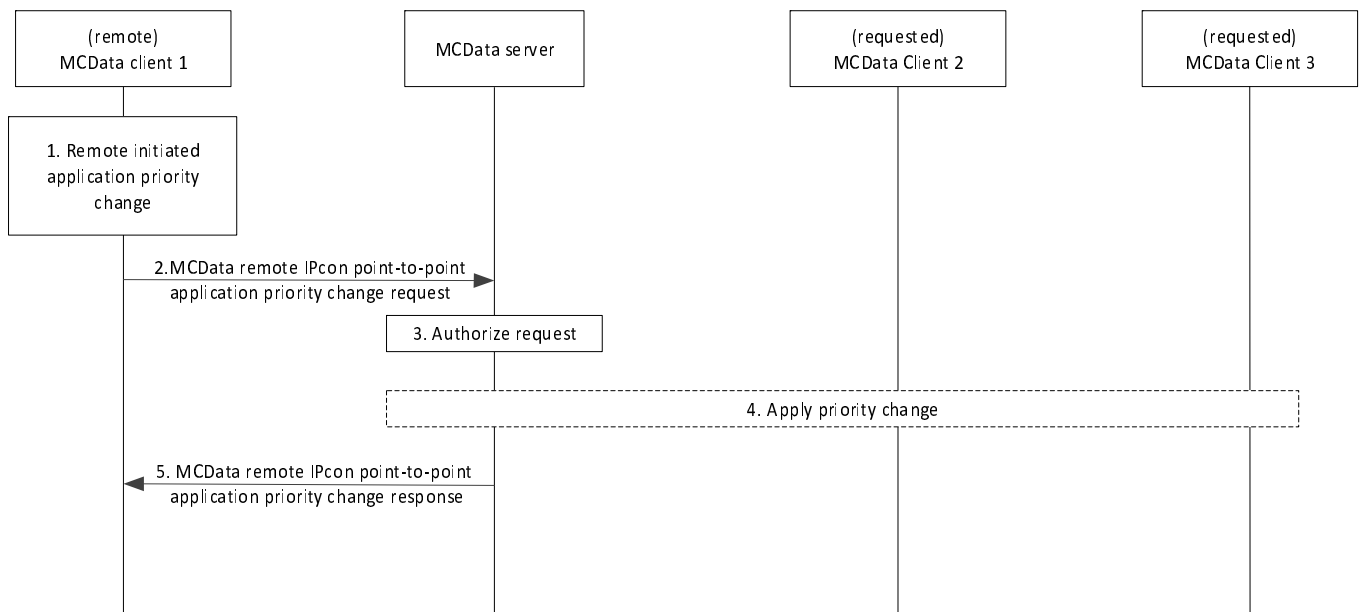 (remote)
MCData client 1
MCData server
(requested)
MCData Client 2
(requested)
MCData Client 3
1. Remote initiated
application priority
change
2.MCData remote IPcon point-to-point
application priority change request
3. Authorize request
4. Apply priority change
5. MCData remote IPcon point-to-point
application priority change response